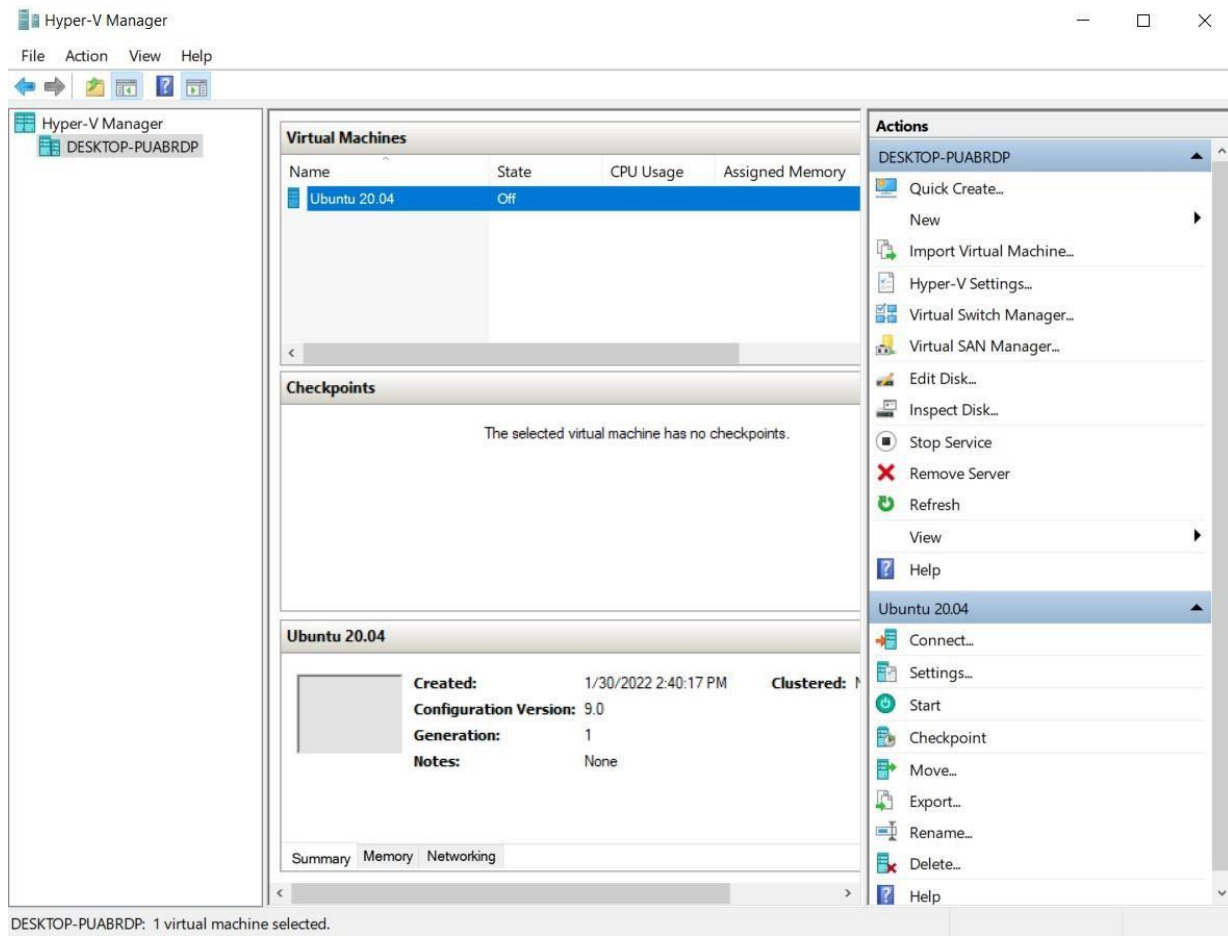 Hyper-V Manager
File Action View Help
Hyper-V Manager
DESKTOP-PUABRDP
Virtual Machines
Name State CPU Usage Assigned Memory
Ubuntu 20.04 Off
Checkpoints
The selected virtual machine has no checkpoints.
Ubuntu 20.04
Created: 1/30/2022 2:40:17 PM Clustered:
Configuration Version: 9.0
Generation: 1
Notes: None
Summary Memory Networking
Actions
DESKTOP-PUABRDP
Quick Create...
New
Import Virtual Machine...
Hyper-V Settings...
Virtual Switch Manager...
Virtual SAN Manager...
Edit Disk...
Inspect Disk...
Stop Service
Remove Server
Refresh
View
Help
Ubuntu 20.04
Connect...
Settings...
Start
Checkpoint
Move...
Export...
Rename...
Delete...
Help
DESKTOP-PUABRDP: 1 virtual machine selected.